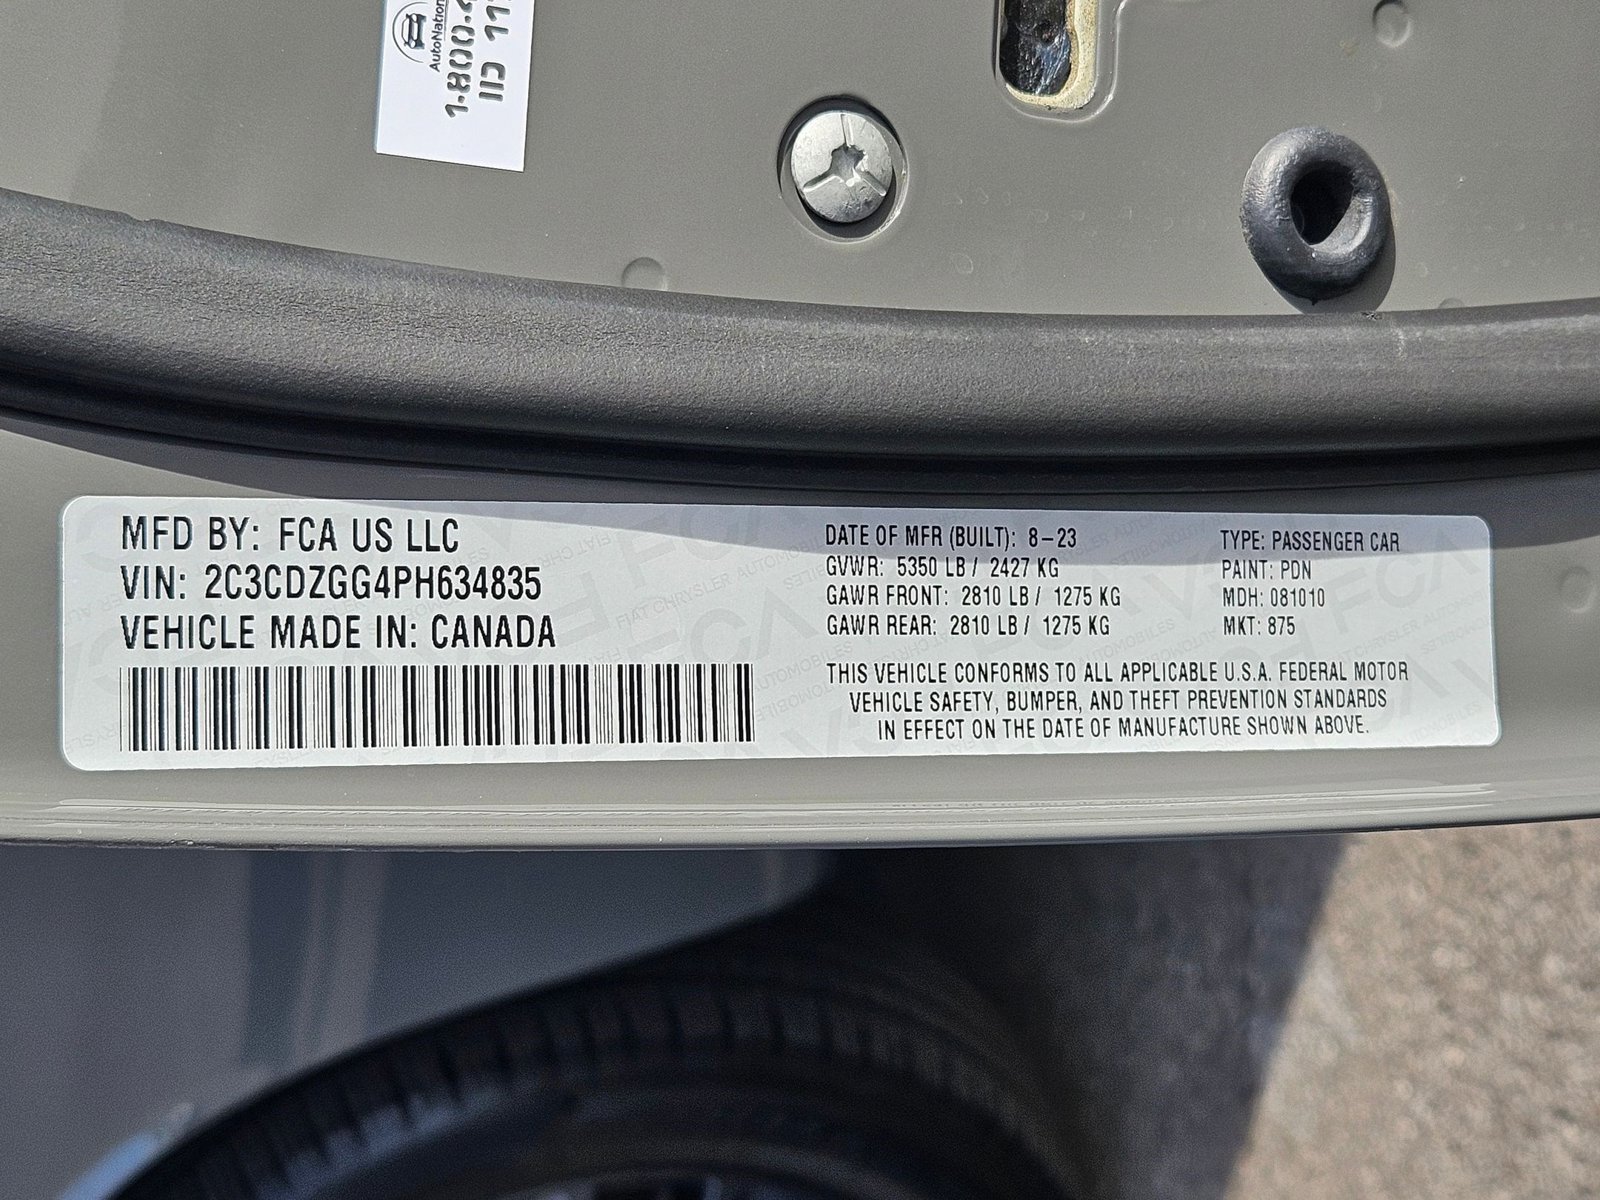 AutoNation
1-800-
MFD BY: FCA US LLC
VIN: 2C3CDZGG4PH634835
VEHICLE MADE IN: CANADA
DATE OF MFR (BUILT): 8-23
GVWR: 5350 LB / 2427 KG
GAWR FRONT: 2810 LB / 1275 KG
GAWR REAR: 2810 LB / 1275 KG
TYPE: PASSENGER CAR
PAINT: PDN
MDH: 081010
MKT: 875
THIS VEHICLE CONFORMS TO ALL APPLICABLE U.S.A. FEDERAL MOTOR
VEHICLE SAFETY, BUMPER, AND THEFT PREVENTION STANDARDS
IN EFFECT ON THE DATE OF MANUFACTURE SHOWN ABOVE.